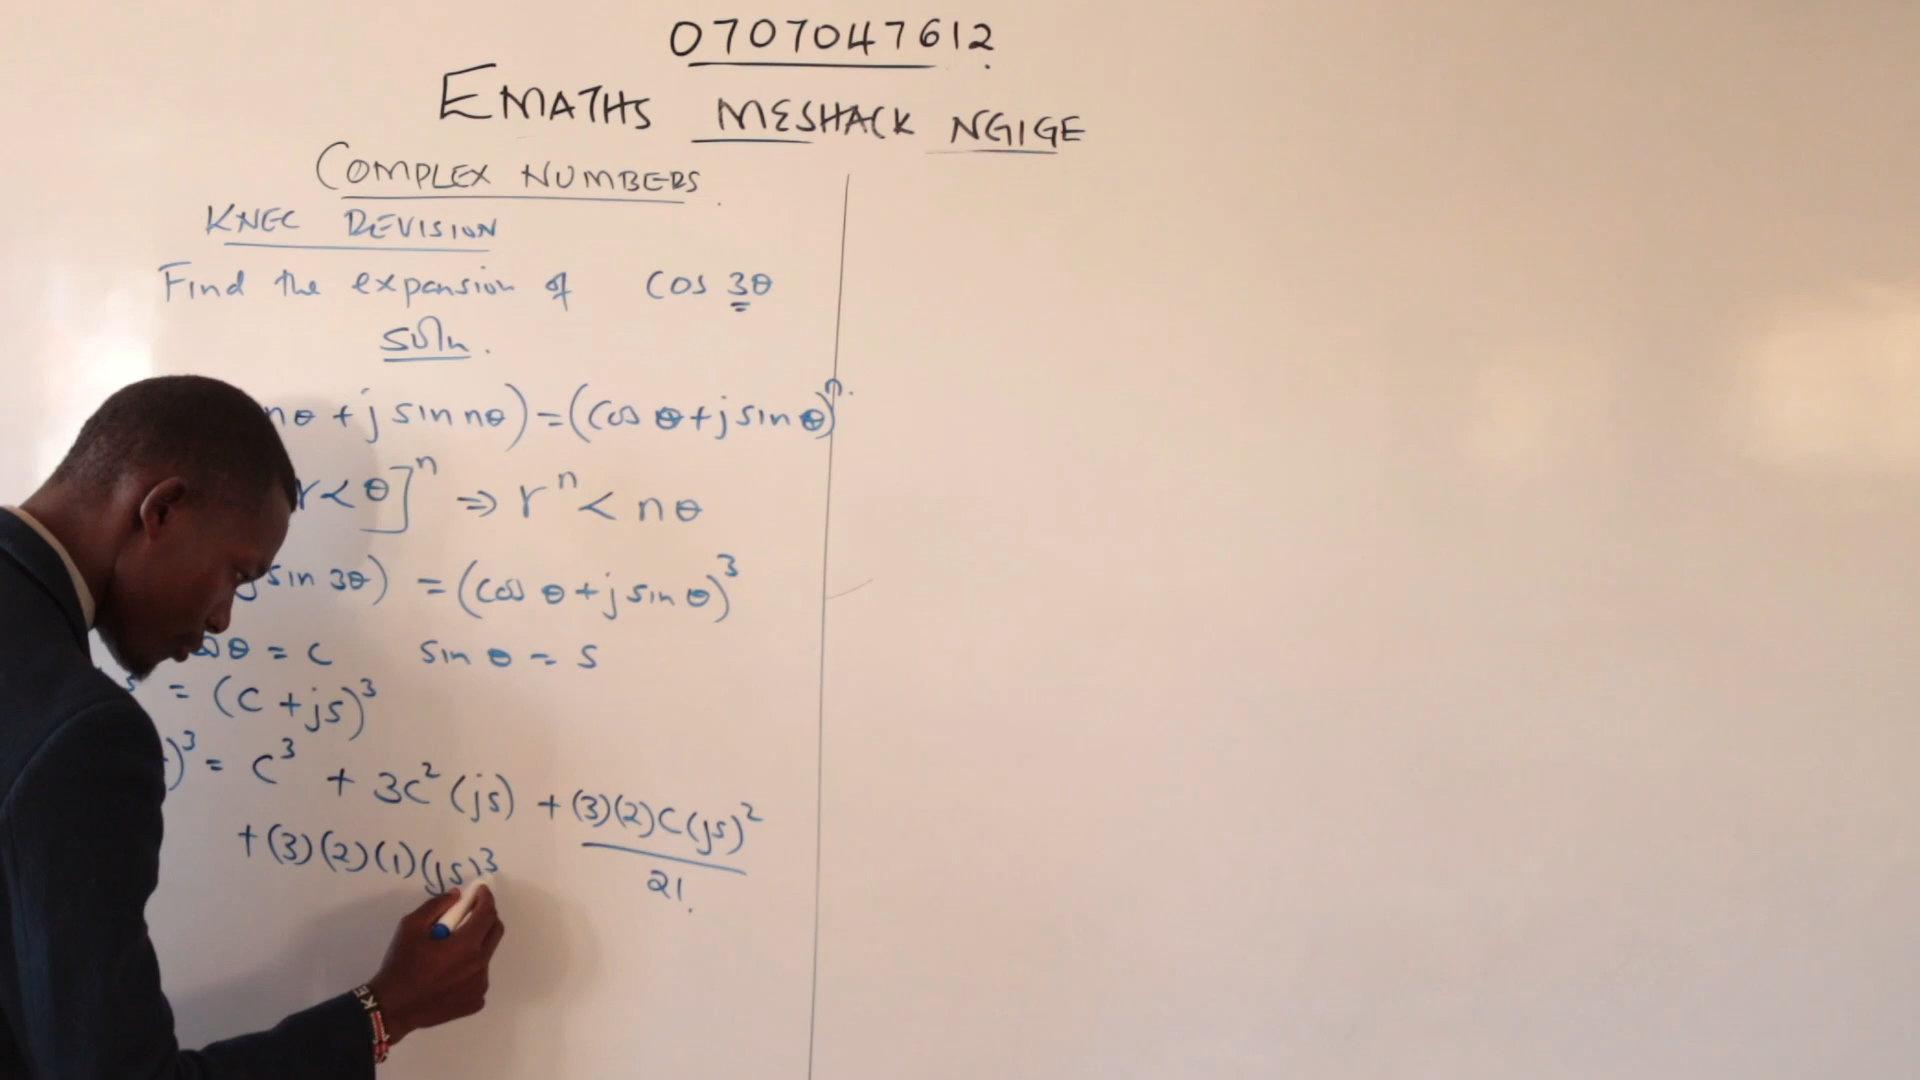 0707047612
EMATHS MESHACK NGIGE
COMPLEX NUMBERS
KNEC REVISION
Find the expansion of cos 3θ
soln.
nθ + j sin nθ) = (cos θ + j sin θ)^n.
r < θ]^n ⇒ r^n < nθ
j sin 3θ) = (cos θ + j sin θ)^3
θ = c sin θ = s
= (c + js)^3
)^3 = c^3 + 3c^2 (js) + (3)(2)c(js)^2
+ (3)(2)(1)(js)^3
2!